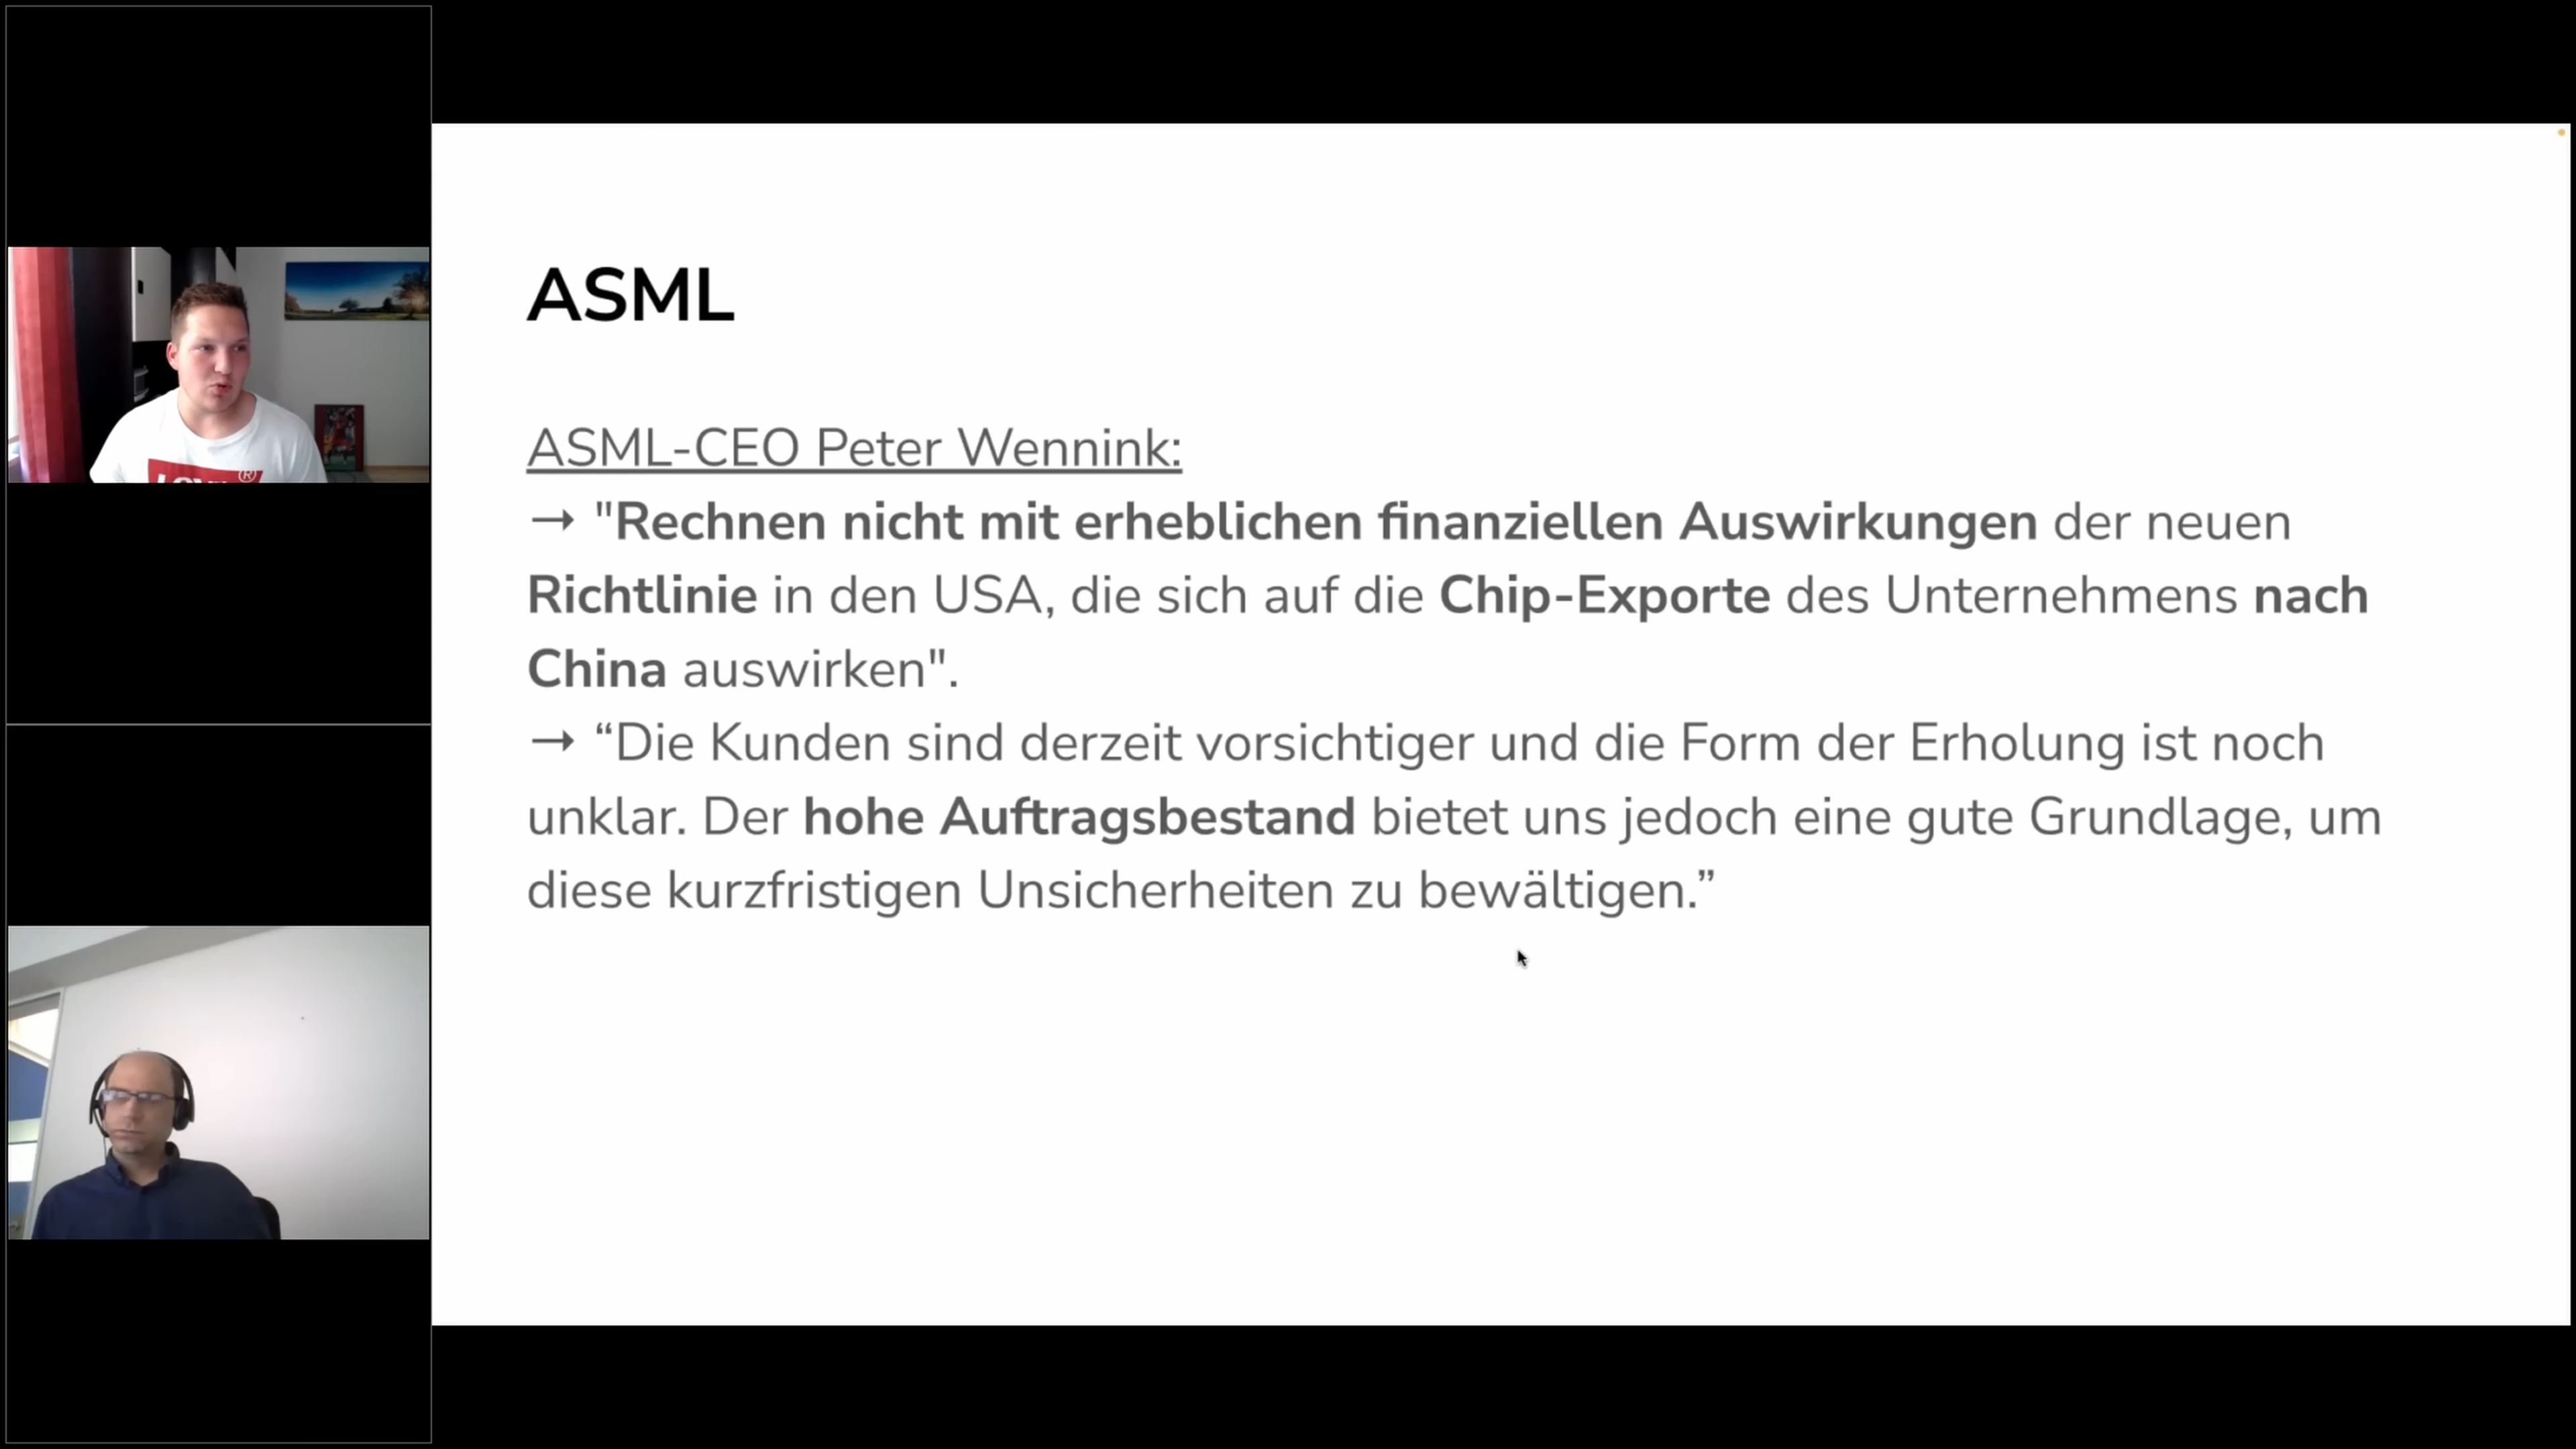 ASML
ASML-CEO Peter Wennink:
→ "Rechnen nicht mit erheblichen finanziellen Auswirkungen der neuen
Richtlinie in den USA, die sich auf die Chip-Exporte des Unternehmens nach
China auswirken".
→ “Die Kunden sind derzeit vorsichtiger und die Form der Erholung ist noch
unklar. Der hohe Auftragsbestand bietet uns jedoch eine gute Grundlage, um
diese kurzfristigen Unsicherheiten zu bewältigen.”